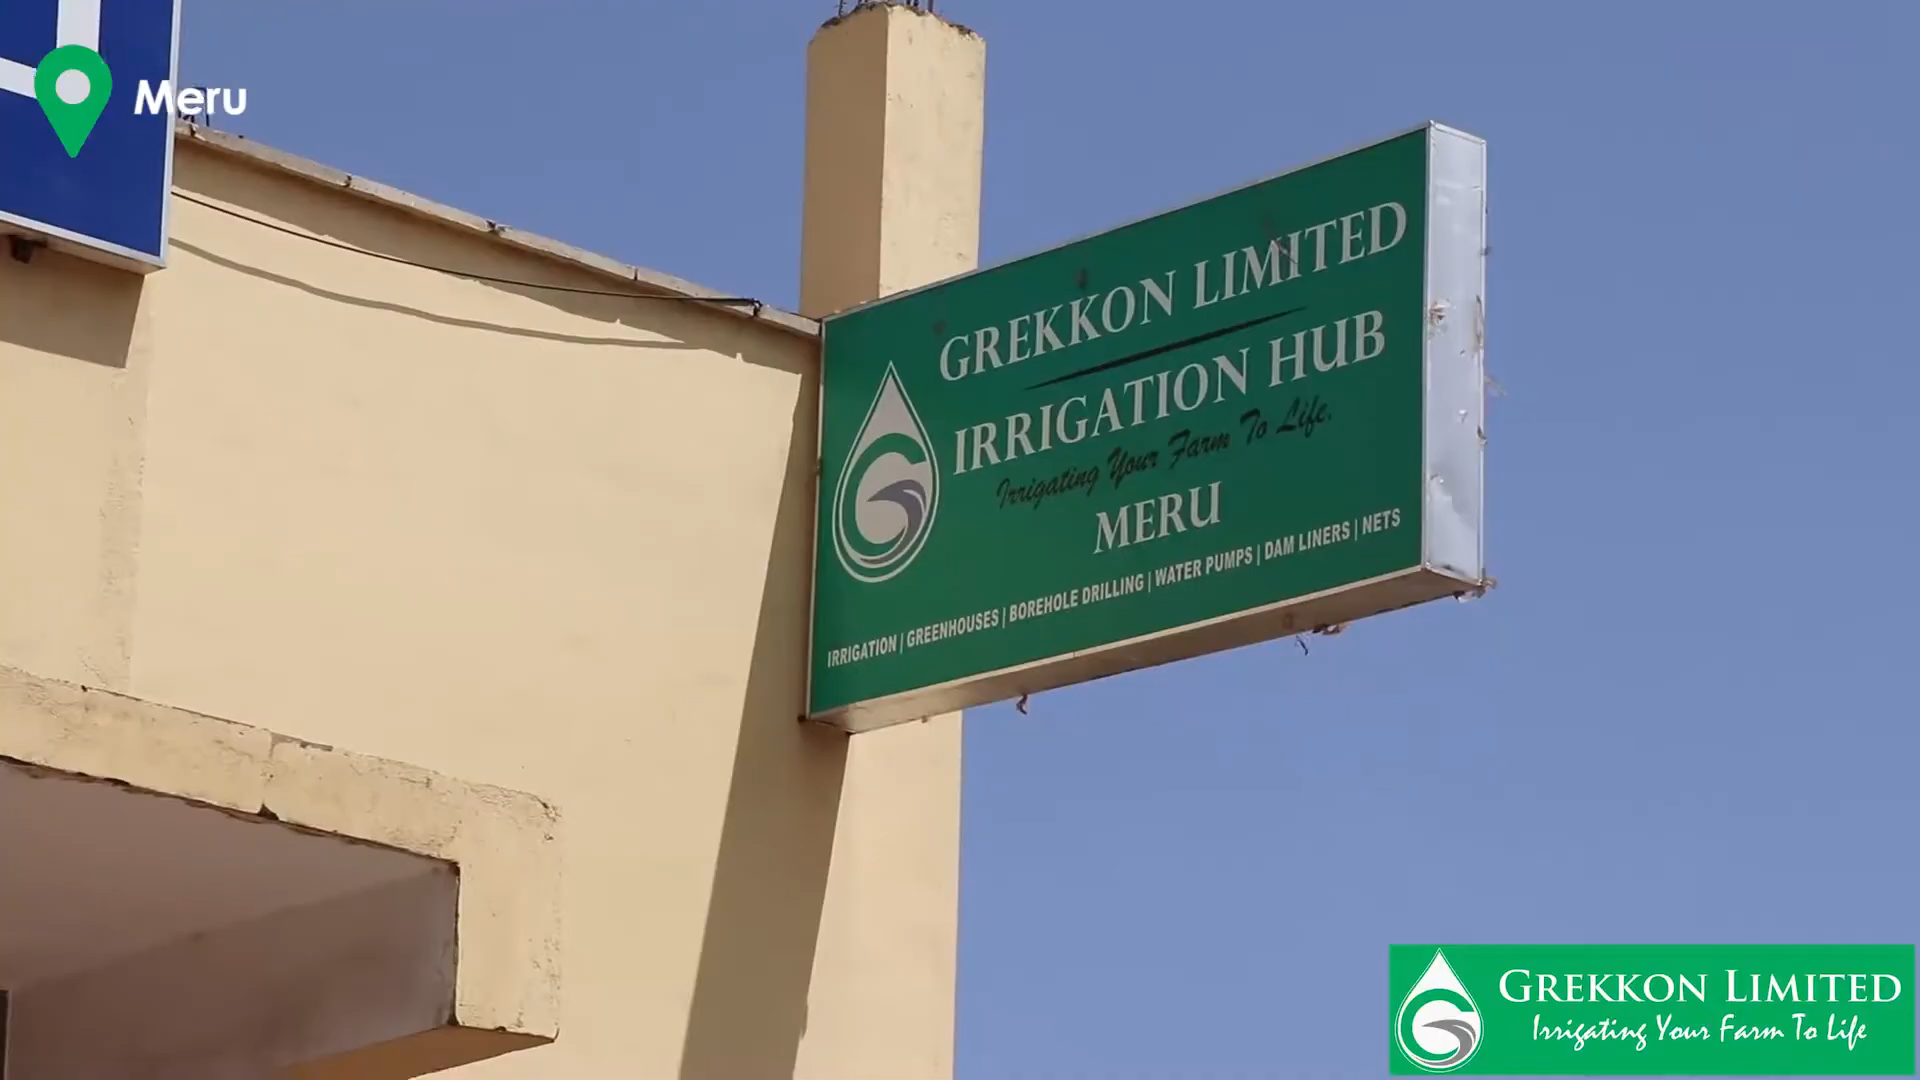 Meru
GREKKON LIMITED
IRRIGATION HUB
Irrigating Your Farm To Life.
MERU
IRRIGATION | GREENHOUSES | BOREHOLE DRILLING | WATER PUMPS | DAM LINERS | NETS
GREKKON LIMITED
Irrigating Your Farm To Life